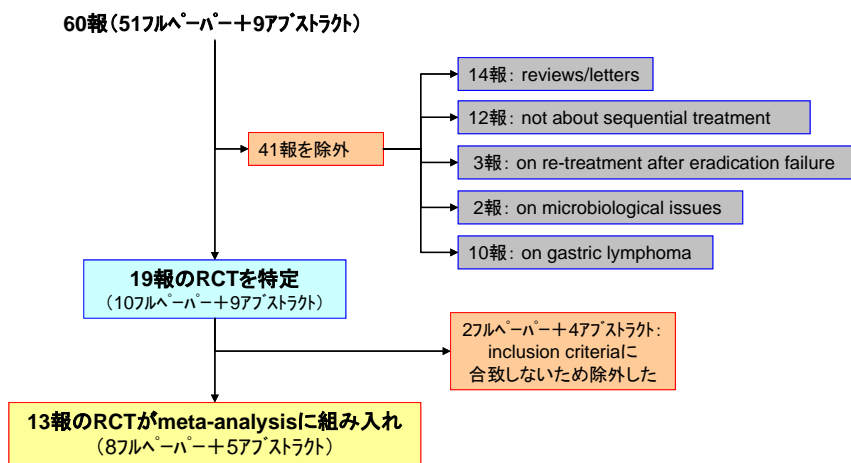 60報（51フルペーパー＋9アブストラクト）
14報： reviews/letters
12報： not about sequential treatment
41報を除外
3報： on re-treatment after eradication failure
2報： on microbiological issues
10報： on gastric lymphoma
19報のRCTを特定
（10フルペーパー＋9アブストラクト）
2フルペーパー＋4アブストラクト：
inclusion criteriaに
合致しないため除外した
13報のRCTがmeta-analysisに組み入れ
（8フルペーパー＋5アブストラクト）